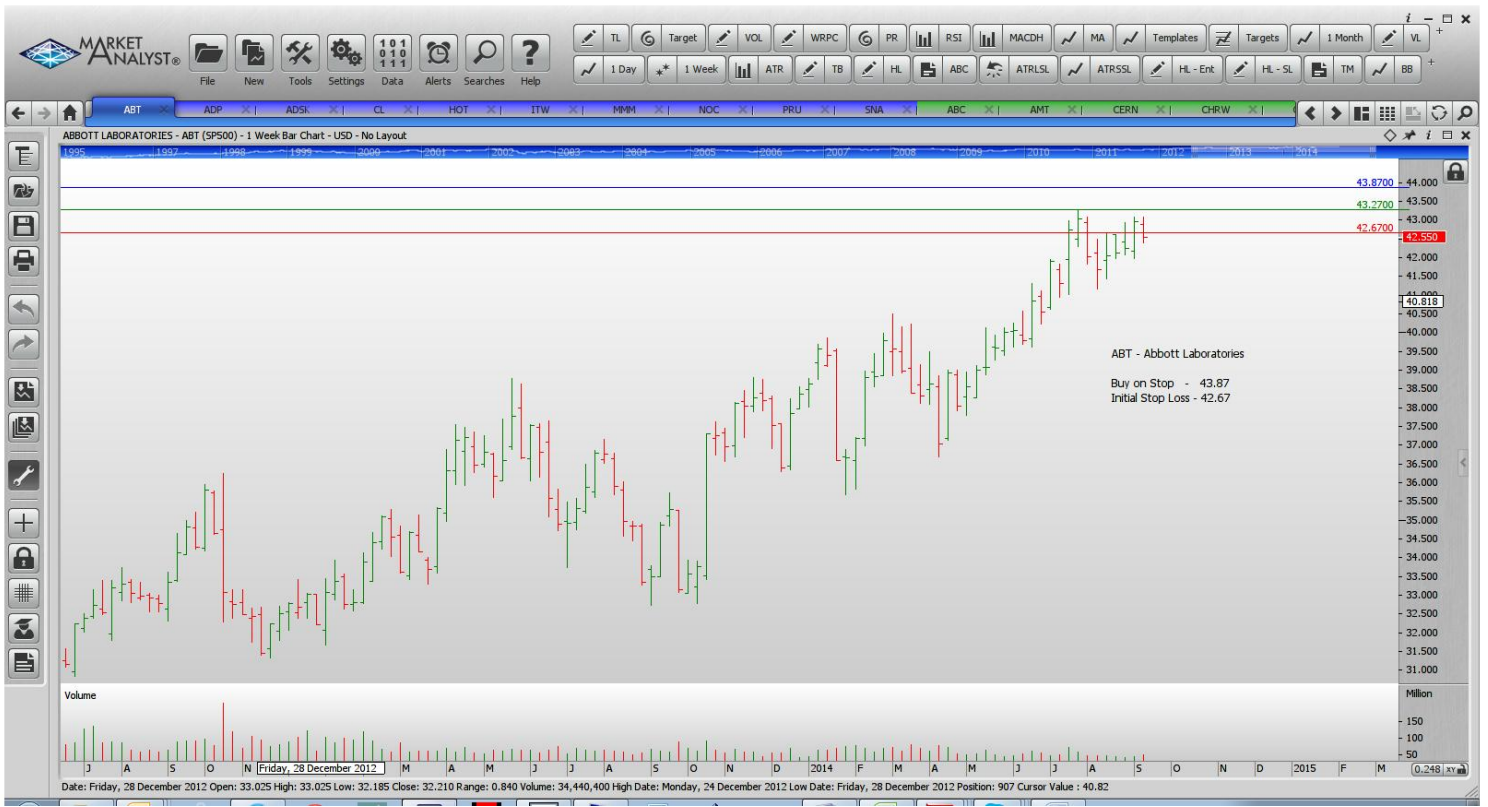 MARKET ANALYST®
File New Tools Settings Data Alerts Searches Help
TL Target VOL WRPC PR RSI MACDH MA Templates Targets 1 Month VL
1 Day 1 Week ATR TB HL ABC ATRLSL ATRSSL HL - Ent HL - SL TM BB
ABT ADP ADSK CL HOT ITW MMM NOC PRU SNA ABC AMT CERN CHRW
ABBOTT LABORATORIES - ABT (SP500) - 1 Week Bar Chart - USD - No Layout
1995 1997 1998 1999 2000 2001 2002 2003 2004 2005 2006 2007 2008 2009 2010 2011 2012 2013 2014
43.8700
44.000
43.2700
43.500
43.000
42.6700
42.550
42.000
41.500
41.000
40.818
40.500
40.000
39.500
39.000
38.500
38.000
37.500
37.000
36.500
36.000
35.500
35.000
34.500
34.000
33.500
33.000
32.500
32.000
31.500
31.000
ABT - Abbott Laboratories
Buy on Stop - 43.87
Initial Stop Loss - 42.67
Volume
Million
150
100
50
J A S O N Friday, 28 December 2012 M A M J J A S O N D 2014 F M A M J J A S O N D 2015 F M
0.248 XY
Date: Friday, 28 December 2012 Open: 33.025 High: 33.025 Low: 32.185 Close: 32.210 Range: 0.840 Volume: 34,440,400 High Date: Monday, 24 December 2012 Low Date: Friday, 28 December 2012 Position: 907 Cursor Value : 40.82